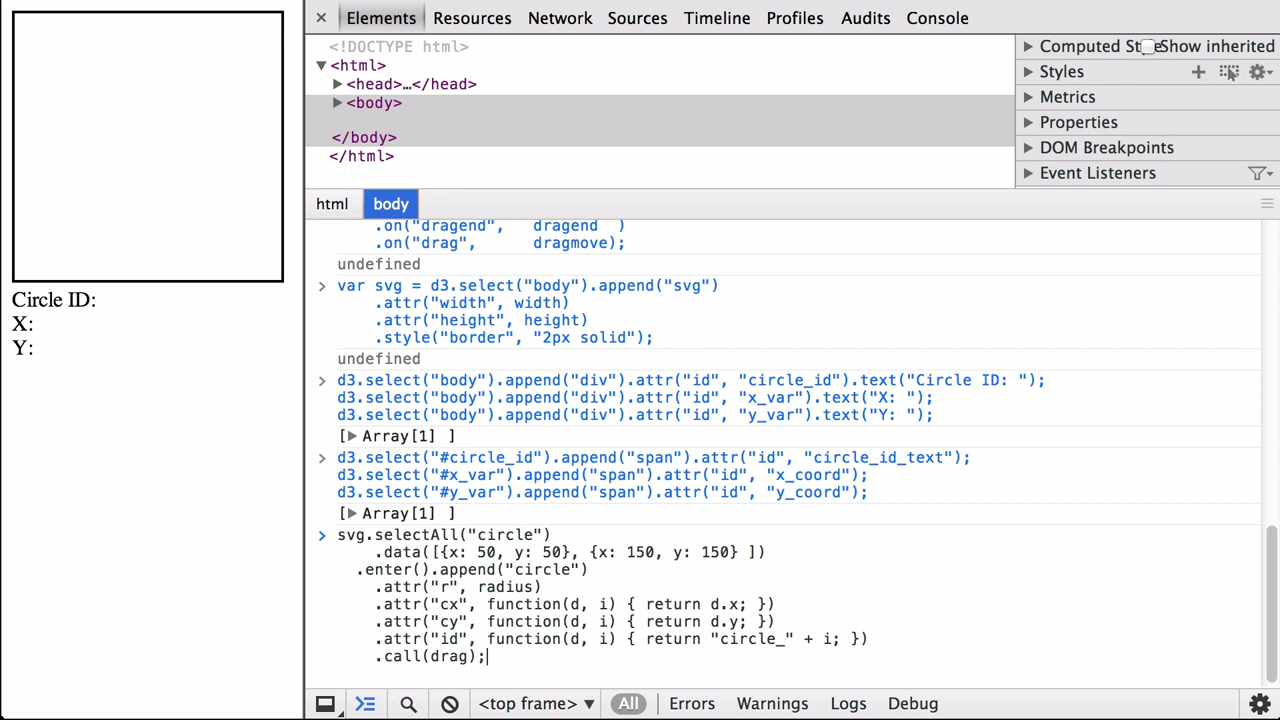 Circle ID:
X:
Y:
× Elements Resources Network Sources Timeline Profiles Audits Console
<!DOCTYPE html>
▼<html>
▶<head>…</head>
▶<body>
</body>
</html>
▶ Computed Style Show inherited
▶ Styles
▶ Metrics
▶ Properties
▶ DOM Breakpoints
▶ Event Listeners
html body
.on("dragend", dragend )
.on("drag", dragmove);
undefined
> var svg = d3.select("body").append("svg")
.attr("width", width)
.attr("height", height)
.style("border", "2px solid");
undefined
> d3.select("body").append("div").attr("id", "circle_id").text("Circle ID: ");
d3.select("body").append("div").attr("id", "x_var").text("X: ");
d3.select("body").append("div").attr("id", "y_var").text("Y: ");
[▶ Array[1] ]
> d3.select("#circle_id").append("span").attr("id", "circle_id_text");
d3.select("#x_var").append("span").attr("id", "x_coord");
d3.select("#y_var").append("span").attr("id", "y_coord");
[▶ Array[1] ]
> svg.selectAll("circle")
.data([{x: 50, y: 50}, {x: 150, y: 150} ])
.enter().append("circle")
.attr("r", radius)
.attr("cx", function(d, i) { return d.x; })
.attr("cy", function(d, i) { return d.y; })
.attr("id", function(d, i) { return "circle_" + i; })
.call(drag);
<top frame> ▼ All Errors Warnings Logs Debug